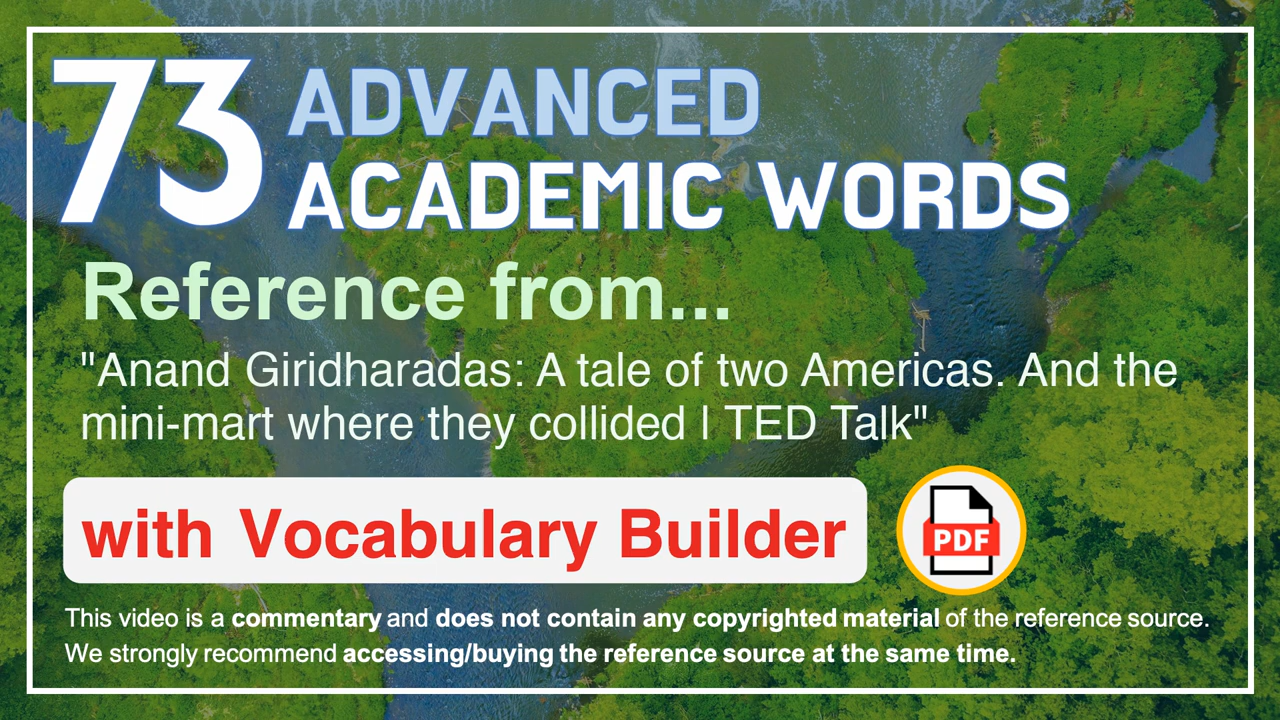 73 ADVANCED
ACADEMIC WORDS
Reference from...
"Anand Giridharadas: A tale of two Americas. And the
mini-mart where they collided | TED Talk"
with Vocabulary Builder
PDF
This video is a commentary and does not contain any copyrighted material of the reference source.
We strongly recommend accessing/buying the reference source at the same time.